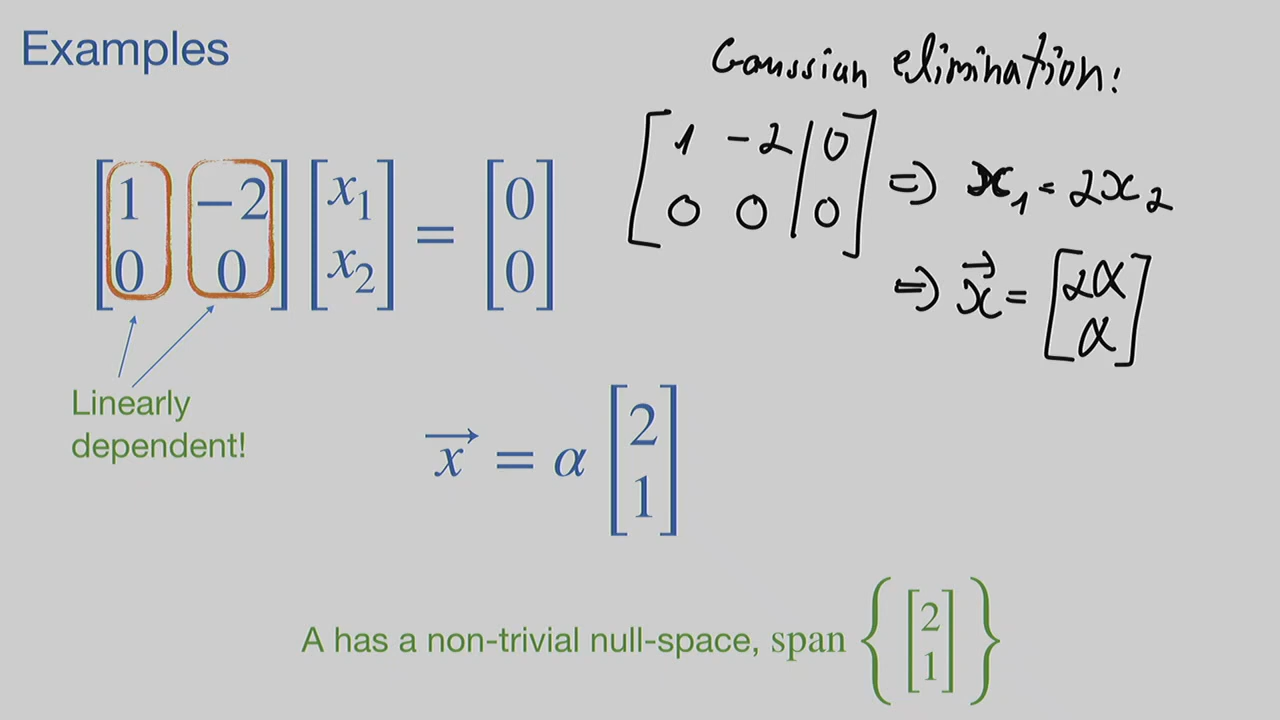 Examples
Gaussian elimination:
[1 -2 | 0]
[0 0 | 0]
=> x₁ = 2x₂
=> x⃗ = [2α]
[α]
[1 −2] [x₁] = [0]
[0 0] [x₂] [0]
Linearly
dependent!
x⃗ = α [2]
[1]
A has a non-trivial null-space, span { [2] }
[1]